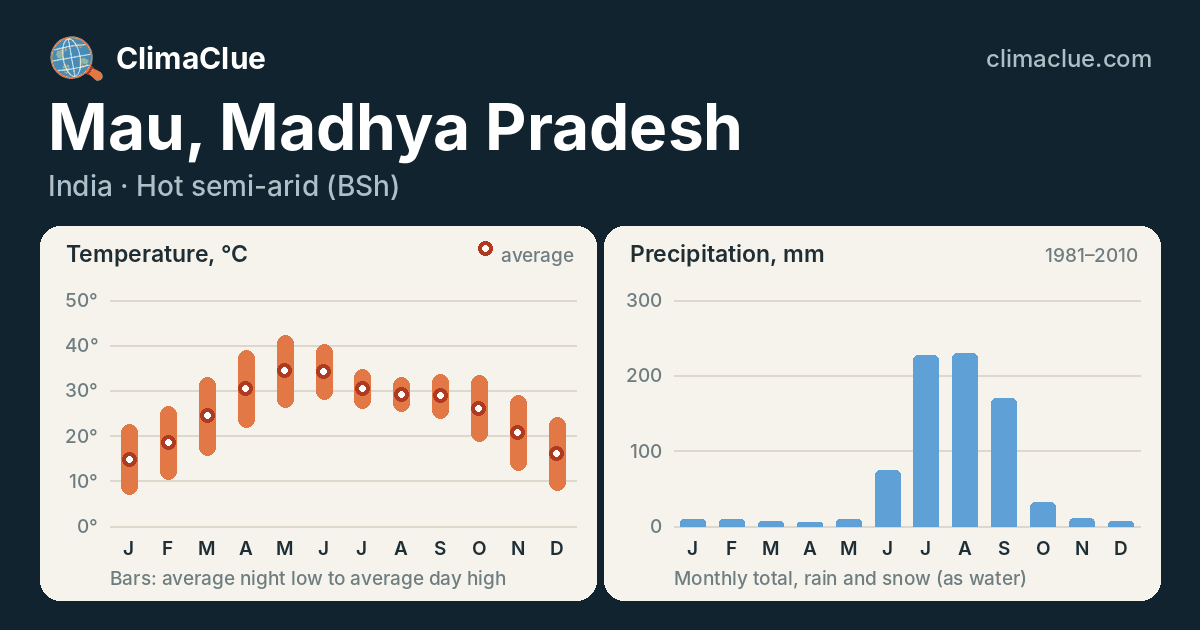 ClimaClue
climaclue.com
Mau, Madhya Pradesh
India · Hot semi-arid (BSh)
Temperature, °C
average
50°
40°
30°
20°
10°
0°
J F M A M J J A S O N D
Bars: average night low to average day high
Precipitation, mm
1981–2010
300
200
100
0
J F M A M J J A S O N D
Monthly total, rain and snow (as water)